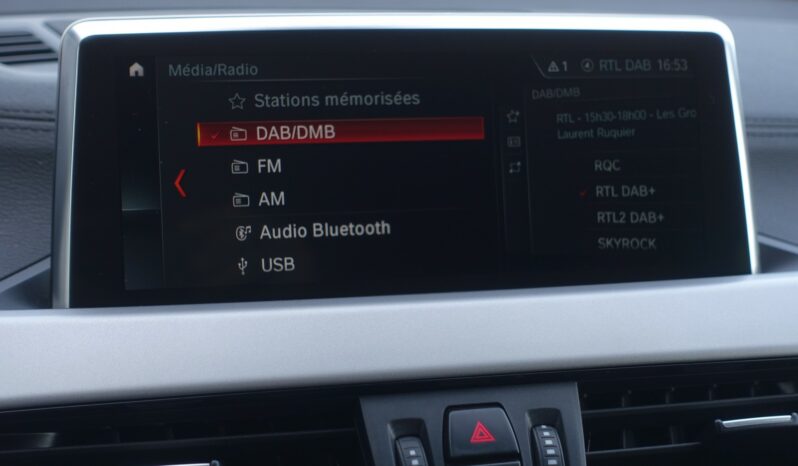 Média/Radio
1 RTL DAB 16:53
Stations mémorisées
DAB/DMB
FM
AM
Audio Bluetooth
USB
DAB/DMB
RTL - 15h30-18h00 - Les Gro
Laurent Ruquier
RQC
RTL DAB+
RTL2 DAB+
SKYROCK